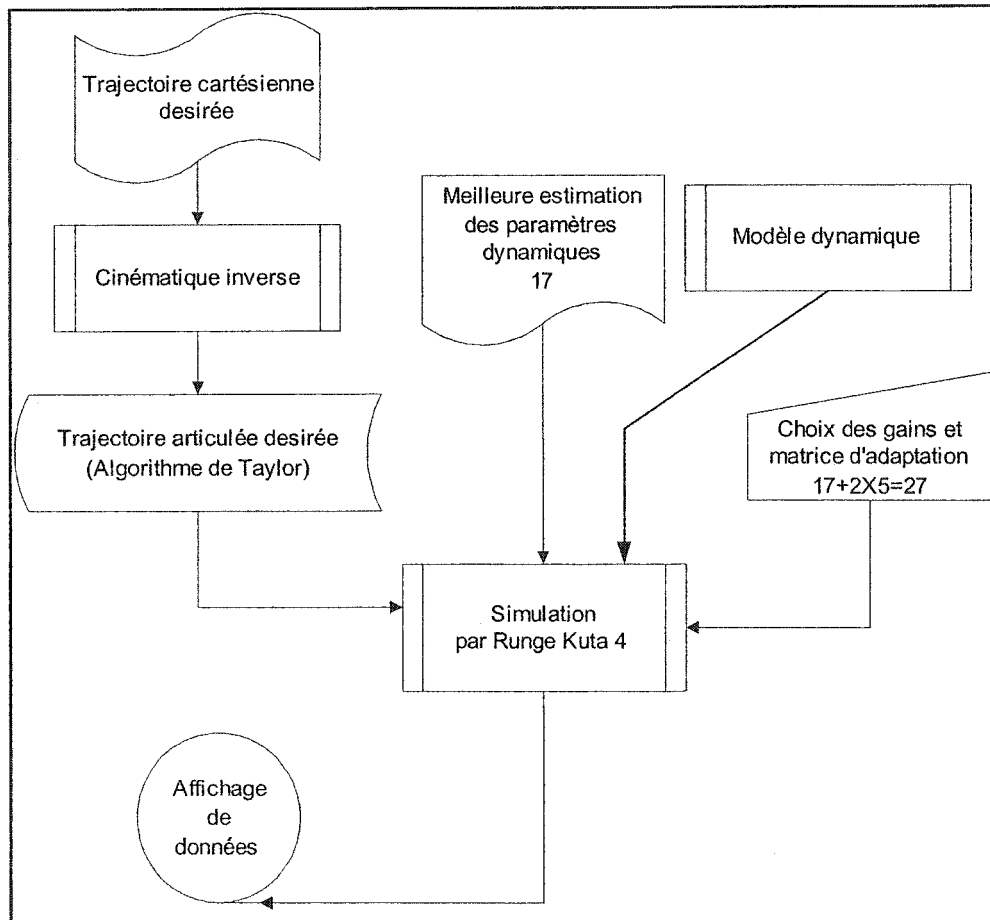 Trajectoire cartésienne
desirée
Cinématique inverse
Trajectoire articulée desirée
(Algorithme de Taylor)
Meilleure estimation
des paramètres
dynamiques
17
Modèle dynamique
Choix des gains et
matrice d'adaptation
17+2X5=27
Simulation
par Runge Kuta 4
Affichage
de
données